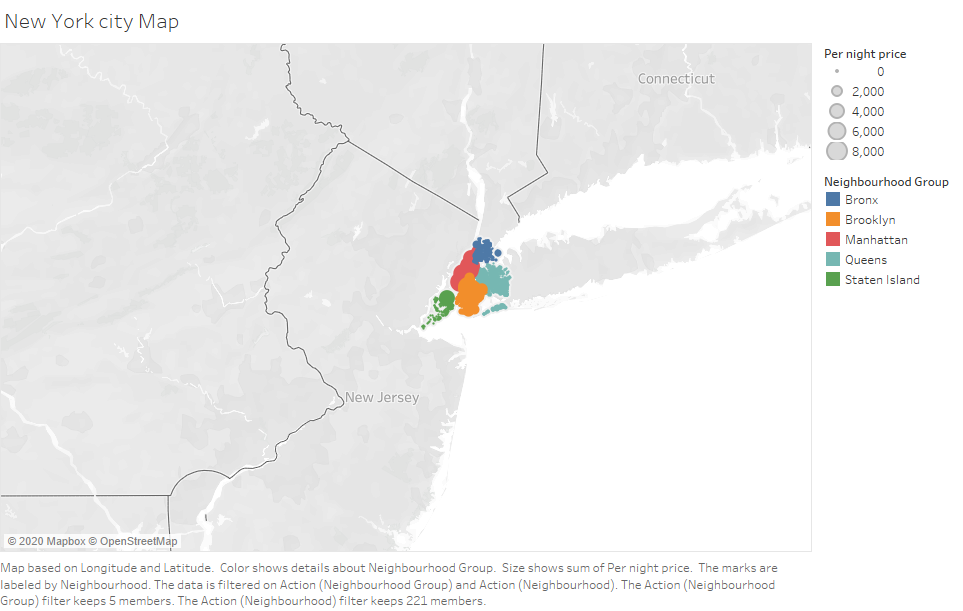 New York city Map
Connecticut
New Jersey
© 2020 Mapbox © OpenStreetMap
Per night price
0
2,000
4,000
6,000
8,000
Neighbourhood Group
Bronx
Brooklyn
Manhattan
Queens
Staten Island
Map based on Longitude and Latitude.  Color shows details about Neighbourhood Group.  Size shows sum of Per night price.  The marks are
labeled by Neighbourhood. The data is filtered on Action (Neighbourhood Group) and Action (Neighbourhood). The Action (Neighbourhood
Group) filter keeps 5 members. The Action (Neighbourhood) filter keeps 221 members.